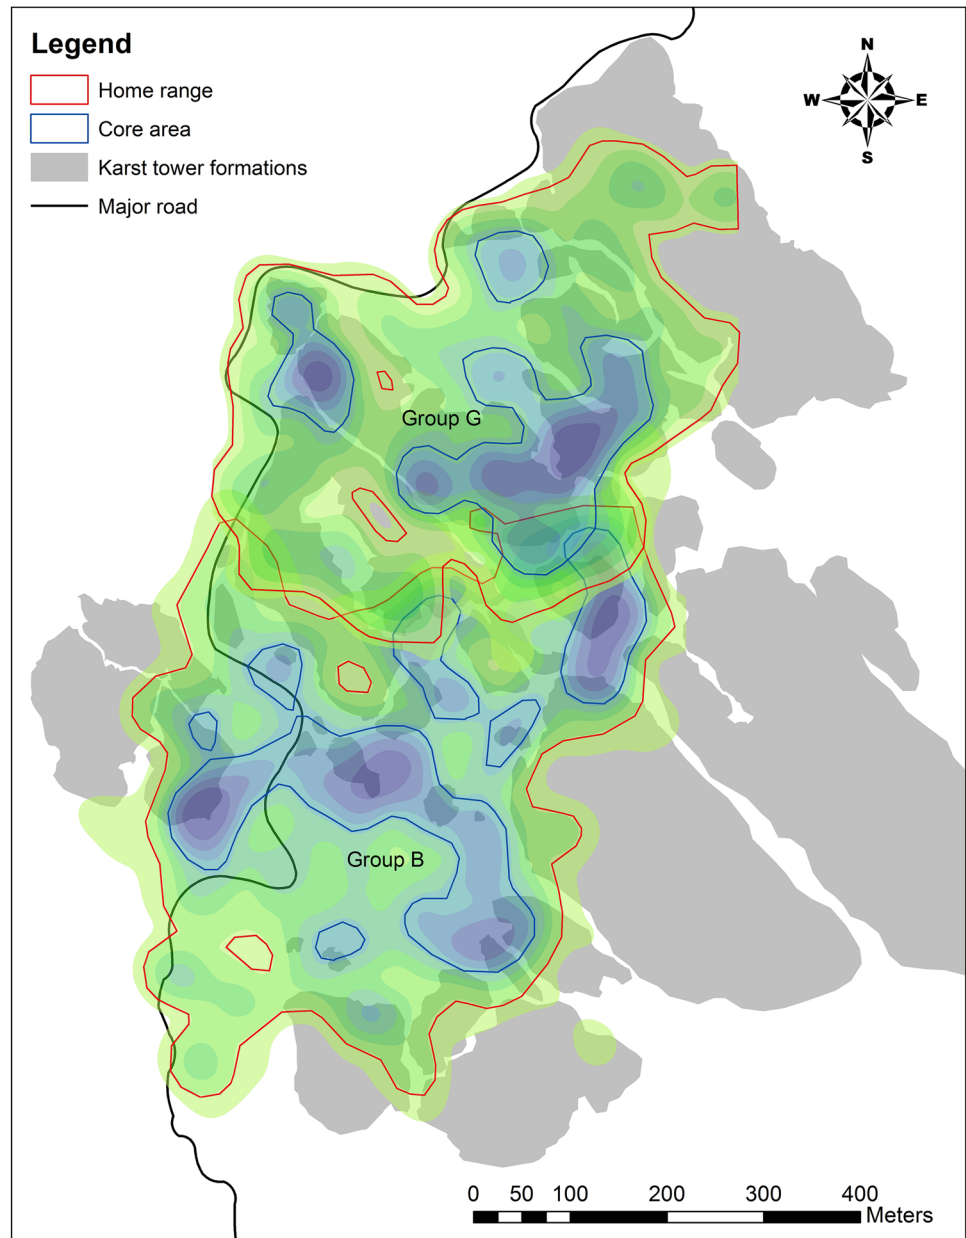 Legend
Home range
Core area
Karst tower formations
Major road
N
W E
S
Group G
Group B
0 50 100 200 300 400
Meters